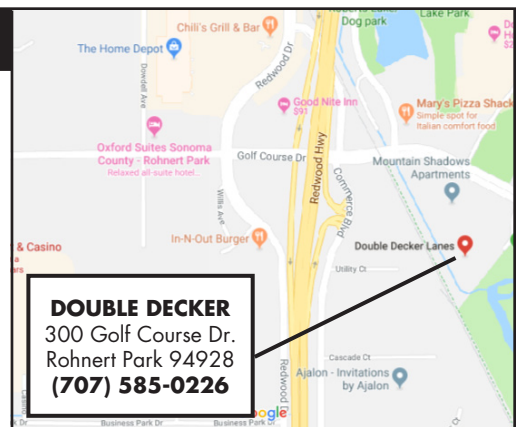 Roberts Lake
Dog park
Lake Park
Chili's Grill & Bar
The Home Depot
Redwood Dr
Dowdell Ave
Good Nite Inn
$91
Mary's Pizza Shack
Simple spot for
Italian comfort food
Oxford Suites Sonoma
County - Rohnert Park
Relaxed all-suite hotel...
Golf Course Dr
Redwood Hwy
Commerce Blvd
Mountain Shadows
Apartments
Willis Ave
In-N-Out Burger
Double Decker Lanes
& Casino
Utility Ct
DOUBLE DECKER
300 Golf Course Dr.
Rohnert Park 94928
(707) 585-0226
Cascade Ct
Ajalon - Invitations
by Ajalon
Redwood D
Business Park Dr
Business Park D
ogle